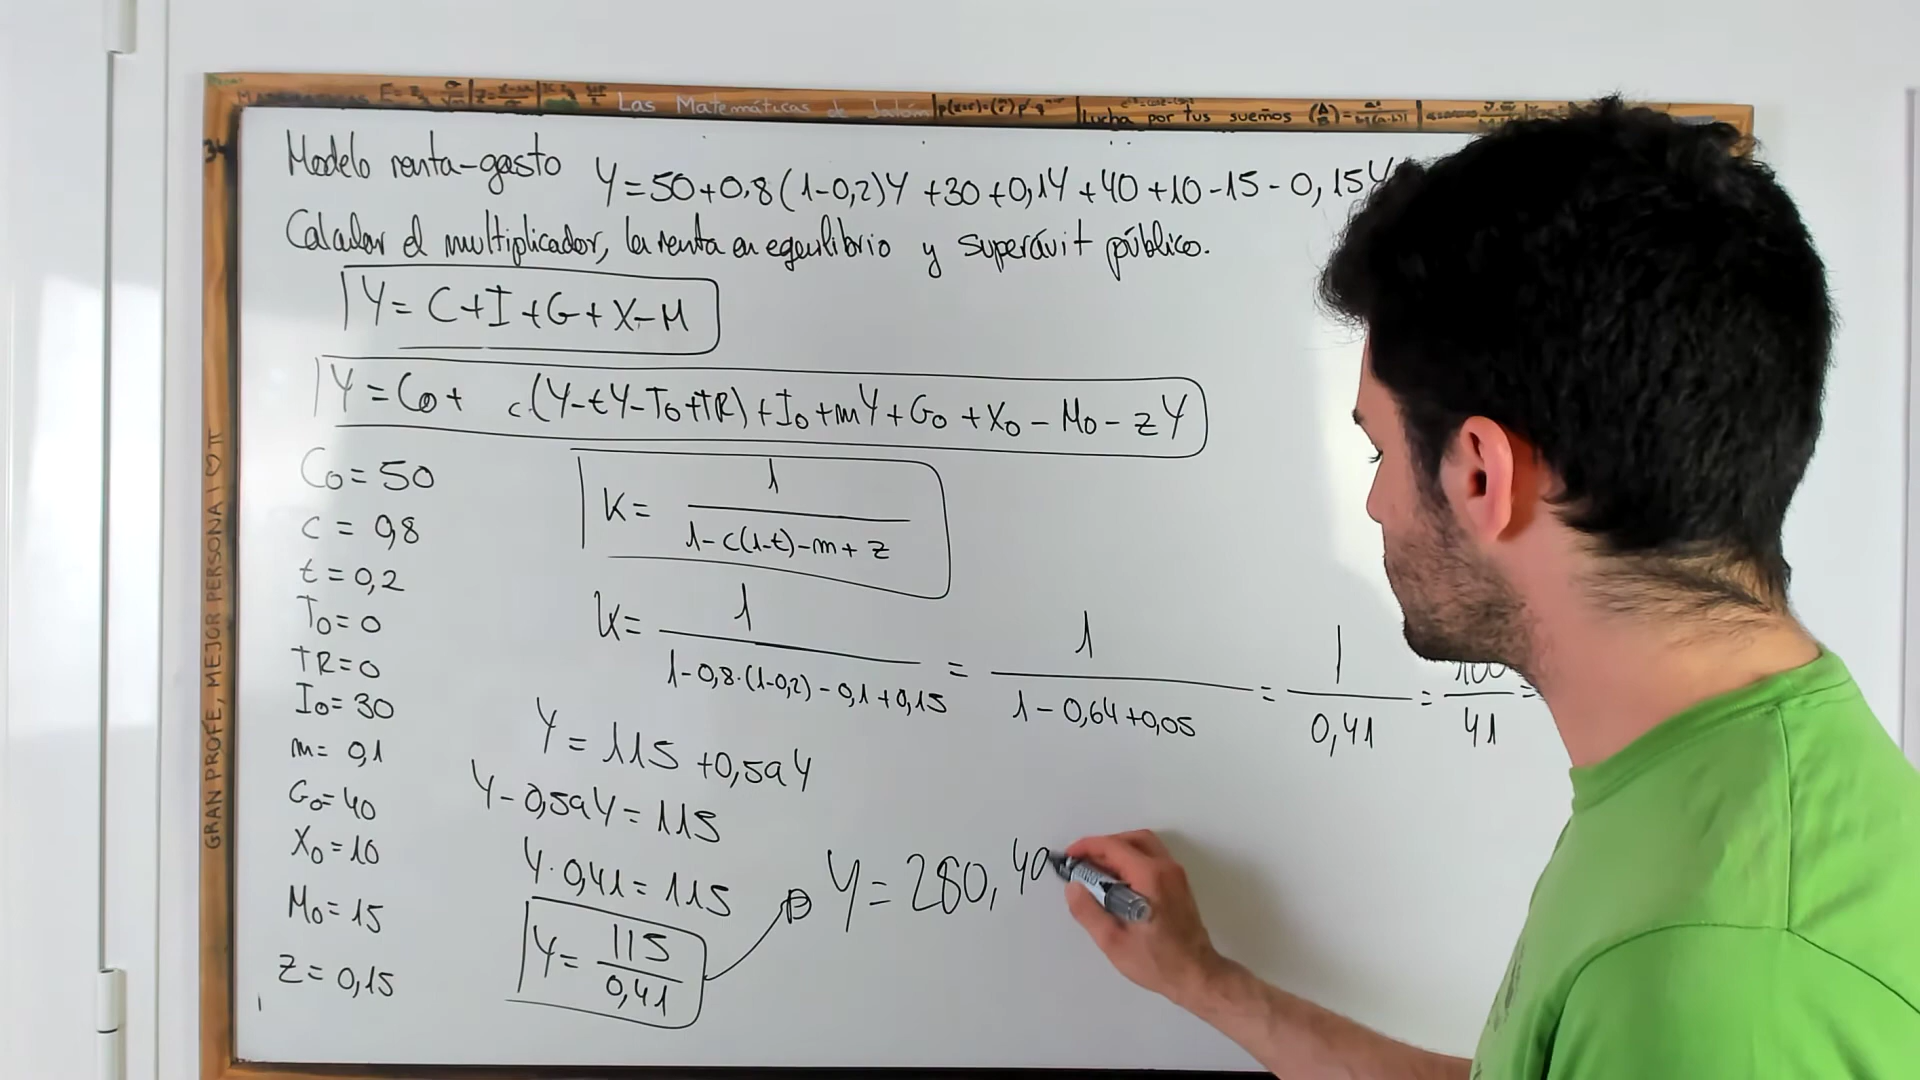 Las Matemáticas de Jalón
Lucha por tus sueños
GRAN PROFE, MEJOR PERSONA I ♡ π
Modelo renta-gasto Y=50+0,8(1-0,2)Y+30+0,1Y+40+10-15-0,15Y
Calcular el multiplicador, la renta en equilibrio y superávit público.
Y = C+I+G+X-M
Y = C0 + c.(Y-tY-T0+TR)+I0+mY+G0+X0-M0-zY
C0=50
c = 0,8
t=0,2
T0=0
TR=0
I0=30
m=0,1
G0=40
X0=10
M0=15
z=0,15
K= 1/(1-c(1-t)-m+z)
K= 1/(1-0,8·(1-0,2)-0,1+0,15) = 1/(1-0,64+0,05) = 1/0,41 = 100/41 =
Y=115+0,59Y
Y-0,59Y=115
Y·0,41=115
Y= 115/0,41
Y=280,49